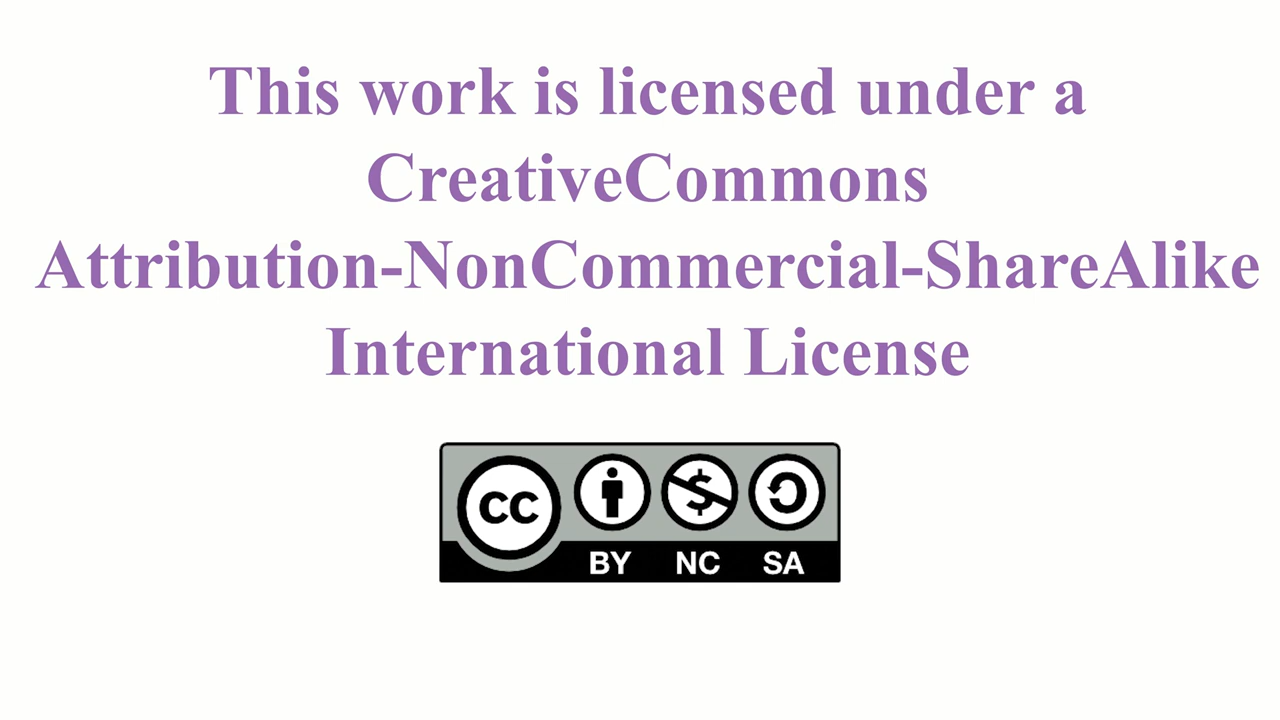 This work is licensed under a
CreativeCommons
Attribution-NonCommercial-ShareAlike
International License
CC
BY NC SA